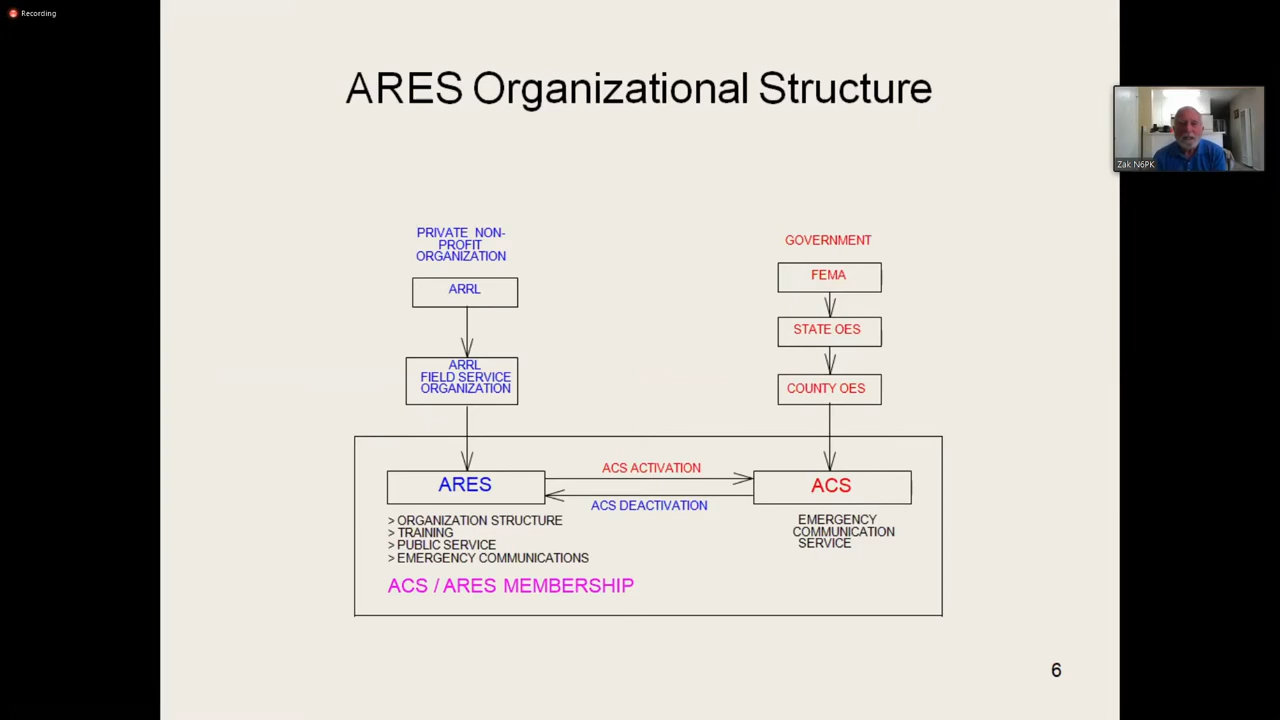 Recording
ARES Organizational Structure
Zak N6PK
PRIVATE NON-
PROFIT
ORGANIZATION
ARRL
ARRL
FIELD SERVICE
ORGANIZATION
GOVERNMENT
FEMA
STATE OES
COUNTY OES
ARES
ACS ACTIVATION
ACS DEACTIVATION
ACS
> ORGANIZATION STRUCTURE
> TRAINING
> PUBLIC SERVICE
> EMERGENCY COMMUNICATIONS
EMERGENCY
COMMUNICATION
SERVICE
ACS / ARES MEMBERSHIP
6